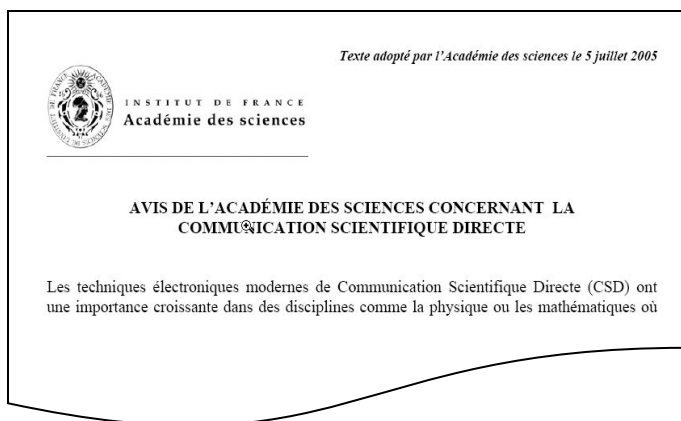 Texte adopté par l'Académie des sciences le 5 juillet 2005
INSTITUT DE FRANCE
Académie des sciences
AVIS DE L'ACADÉMIE DES SCIENCES CONCERNANT LA
COMMUNICATION SCIENTIFIQUE DIRECTE
Les techniques électroniques modernes de Communication Scientifique Directe (CSD) ont
une importance croissante dans des disciplines comme la physique ou les mathématiques où